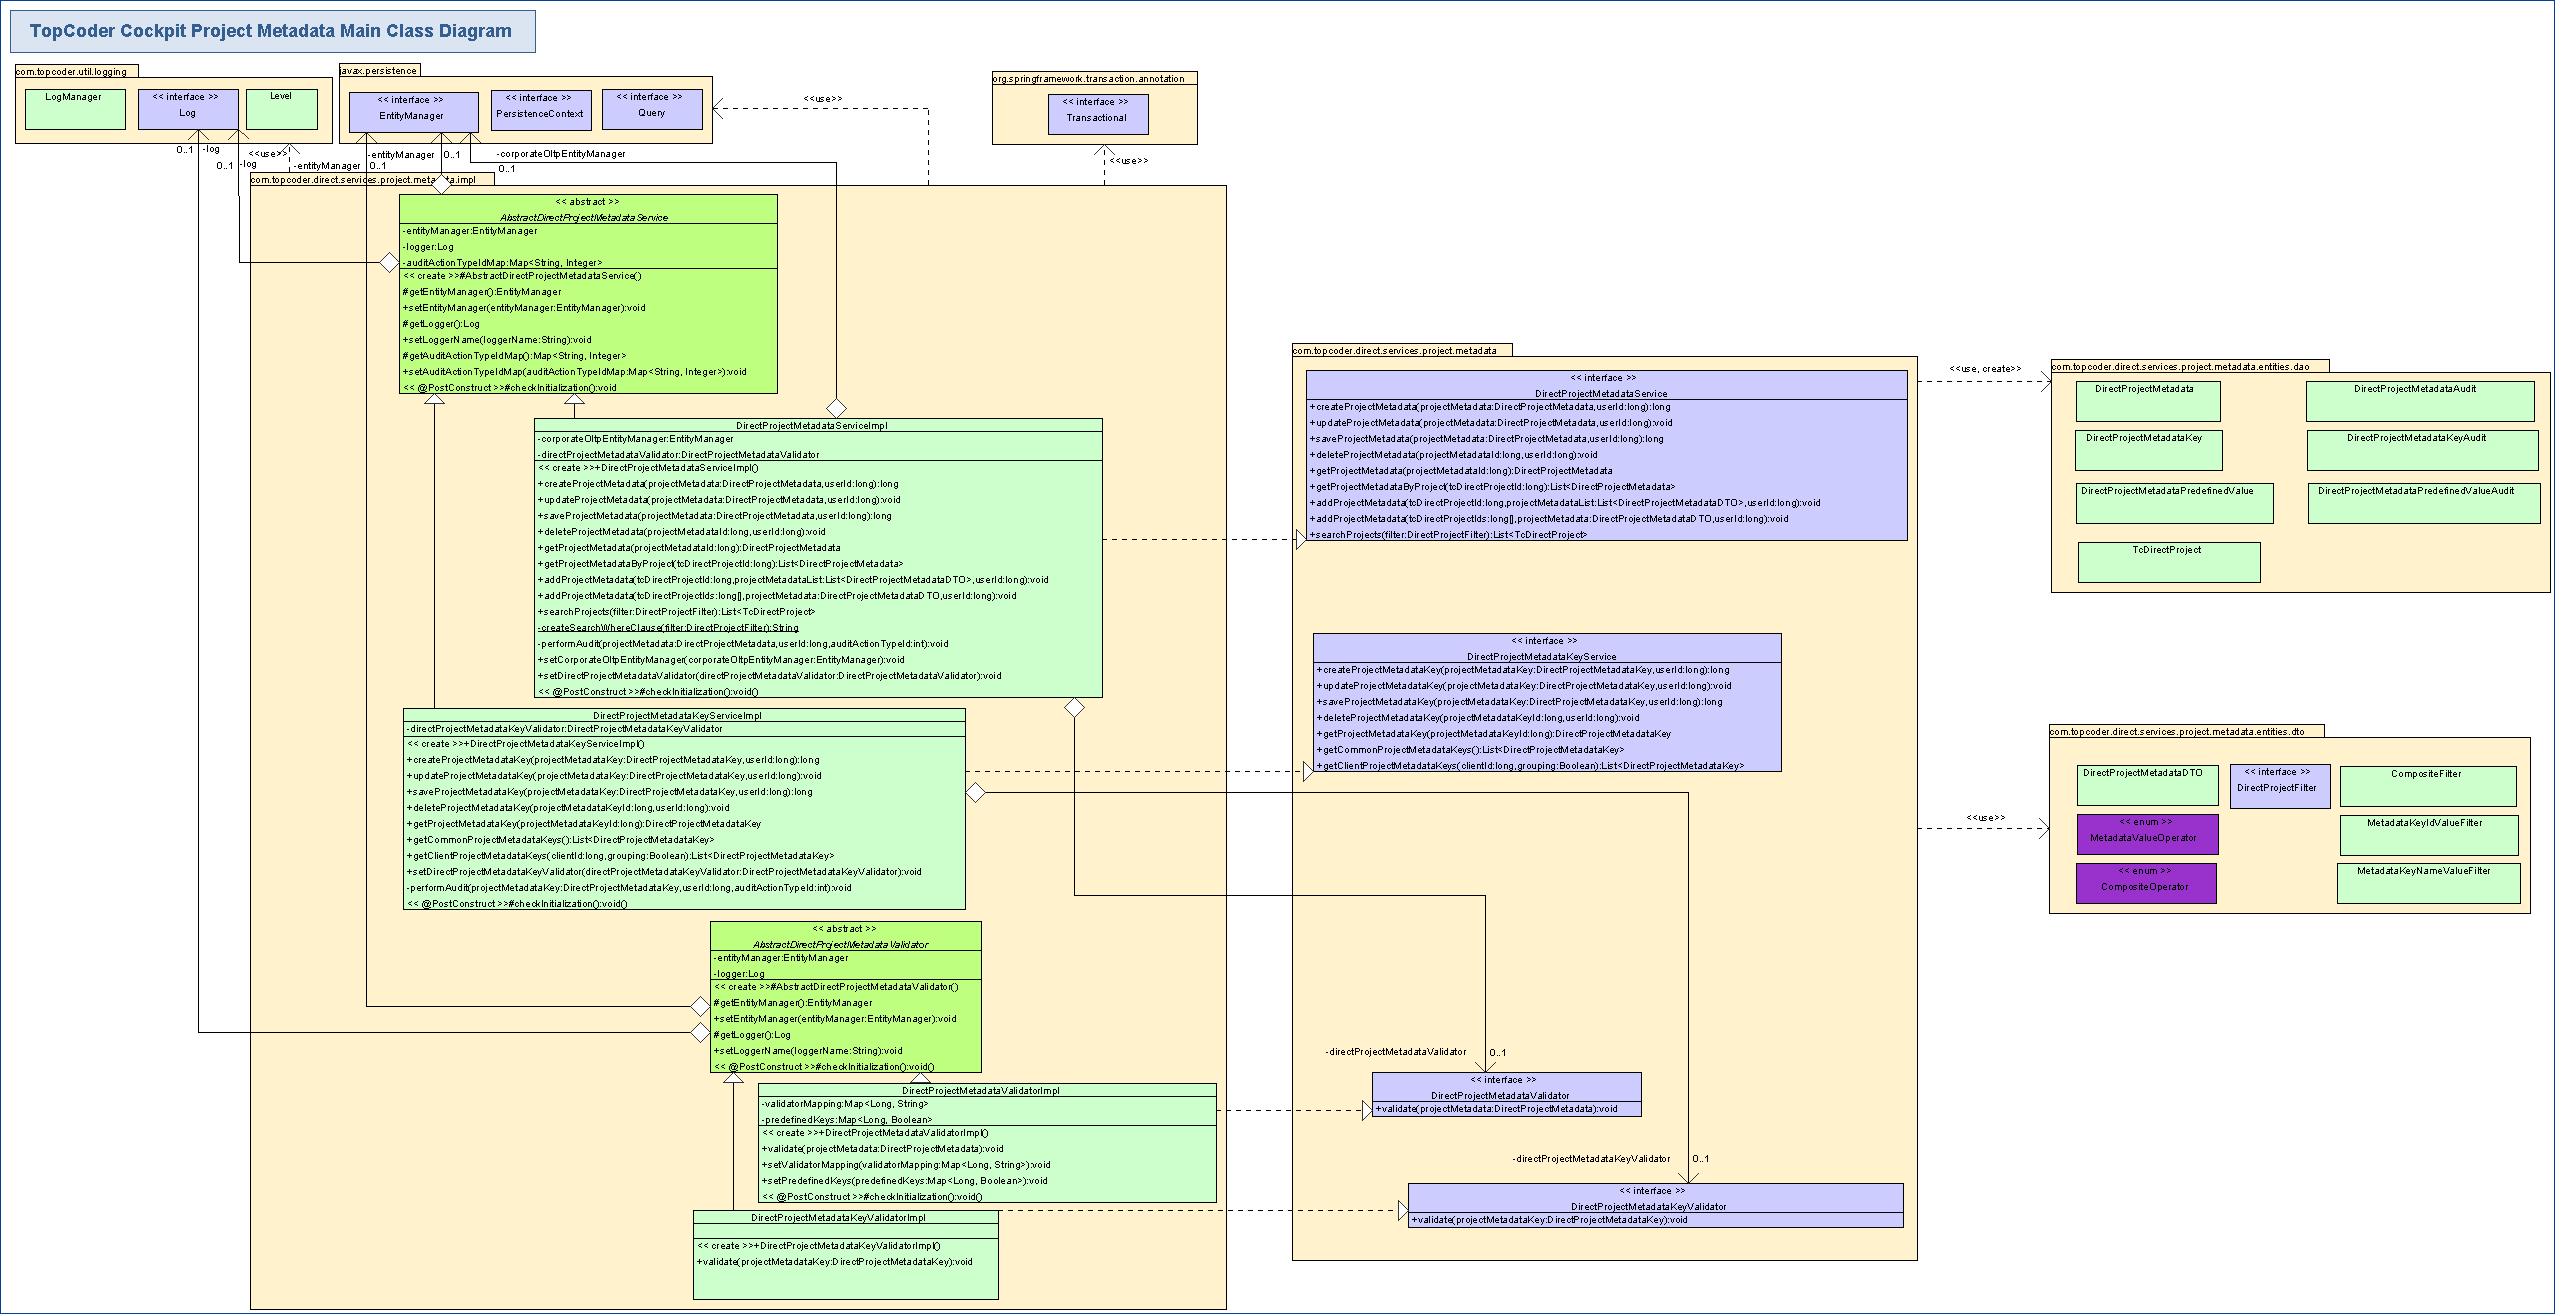 TopCoder Cockpit Project Metadata Main Class Diagram
com.topcoder.util.logging
LogManager
<< interface >>
Log
Level
javax.persistence
<< interface >>
EntityManager
<< interface >>
PersistenceContext
<< interface >>
Query
<<use>>
org.springframework.transaction.annotation
<< interface >>
Transactional
<<use>>
0..1
-log
0..1
-log
<<use>>
-entityManager
0..1
-entityManager
0..1
-corporateOltpEntityManager
0..1
com.topcoder.direct.services.project.metadata.impl
<< abstract >>
AbstractDirectProjectMetadataService
-entityManager:EntityManager
-logger:Log
-auditActionTypeIdMap:Map<String, Integer>
<< create >>#AbstractDirectProjectMetadataService()
#getEntityManager():EntityManager
+setEntityManager(entityManager:EntityManager):void
#getLogger():Log
+setLoggerName(loggerName:String):void
#getAuditActionTypeIdMap():Map<String, Integer>
+setAuditActionTypeIdMap(auditActionTypeIdMap:Map<String, Integer>):void
<< @PostConstruct >>#checkInitialization():void
DirectProjectMetadataServiceImpl
-corporateOltpEntityManager:EntityManager
-directProjectMetadataValidator:DirectProjectMetadataValidator
<< create >>+DirectProjectMetadataServiceImpl()
+createProjectMetadata(projectMetadata:DirectProjectMetadata,userId:long):long
+updateProjectMetadata(projectMetadata:DirectProjectMetadata,userId:long):void
+saveProjectMetadata(projectMetadata:DirectProjectMetadata,userId:long):long
+deleteProjectMetadata(projectMetadataId:long,userId:long):void
+getProjectMetadata(projectMetadataId:long):DirectProjectMetadata
+getProjectMetadataByProject(tcDirectProjectId:long):List<DirectProjectMetadata>
+addProjectMetadata(tcDirectProjectId:long,projectMetadataList:List<DirectProjectMetadataDTO>,userId:long):void
+addProjectMetadata(tcDirectProjectIds:long[],projectMetadata:DirectProjectMetadataDTO,userId:long):void
+searchProjects(filter:DirectProjectFilter):List<TcDirectProject>
-createSearchWhereClause(filter:DirectProjectFilter):String
-performAudit(projectMetadata:DirectProjectMetadata,userId:long,auditActionTypeId:int):void
+setCorporateOltpEntityManager(corporateOltpEntityManager:EntityManager):void
+setDirectProjectMetadataValidator(directProjectMetadataValidator:DirectProjectMetadataValidator):void
<< @PostConstruct >>#checkInitialization():void()
DirectProjectMetadataKeyServiceImpl
-directProjectMetadataKeyValidator:DirectProjectMetadataKeyValidator
<< create >>+DirectProjectMetadataKeyServiceImpl()
+createProjectMetadataKey(projectMetadataKey:DirectProjectMetadataKey,userId:long):long
+updateProjectMetadataKey(projectMetadataKey:DirectProjectMetadataKey,userId:long):void
+saveProjectMetadataKey(projectMetadataKey:DirectProjectMetadataKey,userId:long):long
+deleteProjectMetadataKey(projectMetadataKeyId:long,userId:long):void
+getProjectMetadataKey(projectMetadataKeyId:long):DirectProjectMetadataKey
+getCommonProjectMetadataKeys():List<DirectProjectMetadataKey>
+getClientProjectMetadataKeys(clientId:long,grouping:Boolean):List<DirectProjectMetadataKey>
+setDirectProjectMetadataKeyValidator(directProjectMetadataKeyValidator:DirectProjectMetadataKeyValidator):void
-performAudit(projectMetadataKey:DirectProjectMetadataKey,userId:long,auditActionTypeId:int):void
<< @PostConstruct >>#checkInitialization():void()
<< abstract >>
AbstractDirectProjectMetadataValidator
-entityManager:EntityManager
-logger:Log
<< create >>#AbstractDirectProjectMetadataValidator()
#getEntityManager():EntityManager
+setEntityManager(entityManager:EntityManager):void
#getLogger():Log
+setLoggerName(loggerName:String):void
<< @PostConstruct >>#checkInitialization():void()
DirectProjectMetadataValidatorImpl
-validatorMapping:Map<Long, String>
-predefinedKeys:Map<Long, Boolean>
<< create >>+DirectProjectMetadataValidatorImpl()
+validate(projectMetadata:DirectProjectMetadata):void
+setValidatorMapping(validatorMapping:Map<Long, String>):void
+setPredefinedKeys(predefinedKeys:Map<Long, Boolean>):void
<< @PostConstruct >>#checkInitialization():void()
DirectProjectMetadataKeyValidatorImpl
<< create >>+DirectProjectMetadataKeyValidatorImpl()
+validate(projectMetadataKey:DirectProjectMetadataKey):void
com.topcoder.direct.services.project.metadata
<< interface >>
DirectProjectMetadataService
+createProjectMetadata(projectMetadata:DirectProjectMetadata,userId:long):long
+updateProjectMetadata(projectMetadata:DirectProjectMetadata,userId:long):void
+saveProjectMetadata(projectMetadata:DirectProjectMetadata,userId:long):long
+deleteProjectMetadata(projectMetadataId:long,userId:long):void
+getProjectMetadata(projectMetadataId:long):DirectProjectMetadata
+getProjectMetadataByProject(tcDirectProjectId:long):List<DirectProjectMetadata>
+addProjectMetadata(tcDirectProjectId:long,projectMetadataList:List<DirectProjectMetadataDTO>,userId:long):void
+addProjectMetadata(tcDirectProjectIds:long[],projectMetadata:DirectProjectMetadataDTO,userId:long):void
+searchProjects(filter:DirectProjectFilter):List<TcDirectProject>
<< interface >>
DirectProjectMetadataKeyService
+createProjectMetadataKey(projectMetadataKey:DirectProjectMetadataKey,userId:long):long
+updateProjectMetadataKey(projectMetadataKey:DirectProjectMetadataKey,userId:long):void
+saveProjectMetadataKey(projectMetadataKey:DirectProjectMetadataKey,userId:long):long
+deleteProjectMetadataKey(projectMetadataKeyId:long,userId:long):void
+getProjectMetadataKey(projectMetadataKeyId:long):DirectProjectMetadataKey
+getCommonProjectMetadataKeys():List<DirectProjectMetadataKey>
+getClientProjectMetadataKeys(clientId:long,grouping:Boolean):List<DirectProjectMetadataKey>
-directProjectMetadataValidator
0..1
<< interface >>
DirectProjectMetadataValidator
+validate(projectMetadata:DirectProjectMetadata):void
-directProjectMetadataKeyValidator
0..1
<< interface >>
DirectProjectMetadataKeyValidator
+validate(projectMetadataKey:DirectProjectMetadataKey):void
<<use, create>>
com.topcoder.direct.services.project.metadata.entities.dao
DirectProjectMetadata
DirectProjectMetadataAudit
DirectProjectMetadataKey
DirectProjectMetadataKeyAudit
DirectProjectMetadataPredefinedValue
DirectProjectMetadataPredefinedValueAudit
TcDirectProject
<<use>>
com.topcoder.direct.services.project.metadata.entities.dto
DirectProjectMetadataDTO
<< interface >>
DirectProjectFilter
CompositeFilter
<< enum >>
MetadataValueOperator
MetadataKeyIdValueFilter
<< enum >>
CompositeOperator
MetadataKeyNameValueFilter